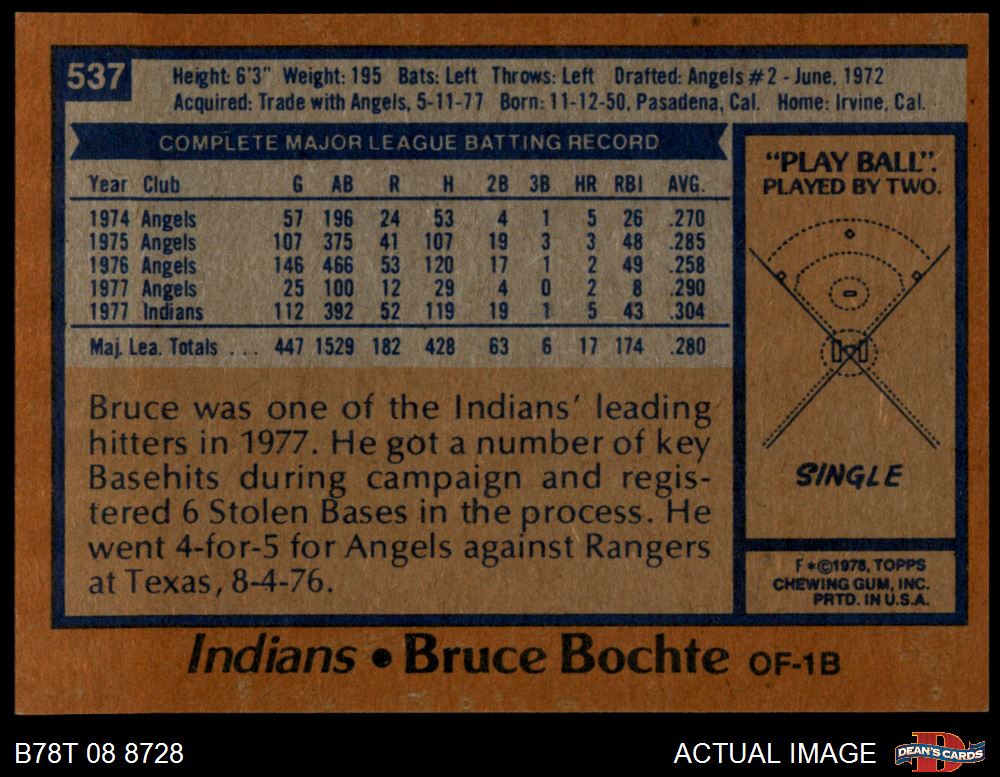 537
Height: 6'3" Weight: 195 Bats: Left Throws: Left Drafted: Angels #2 - June, 1972
Acquired: Trade with Angels, 5-11-77 Born: 11-12-50, Pasadena, Cal. Home: Irvine, Cal.
COMPLETE MAJOR LEAGUE BATTING RECORD
Year Club G AB R H 2B 3B HR RBI AVG.
1974 Angels 57 196 24 53 4 1 5 26 .270
1975 Angels 107 375 41 107 19 3 3 48 .285
1976 Angels 146 466 53 120 17 1 2 49 .258
1977 Angels 25 100 12 29 4 0 2 8 .290
1977 Indians 112 392 52 119 19 1 5 43 .304
Maj. Lea. Totals . . . 447 1529 182 428 63 6 17 174 .280
Bruce was one of the Indians' leading
hitters in 1977. He got a number of key
Basehits during campaign and regis-
tered 6 Stolen Bases in the process. He
went 4-for-5 for Angels against Rangers
at Texas, 8-4-76.
"PLAY BALL".
PLAYED BY TWO.
SINGLE
F*©1978, TOPPS
CHEWING GUM, INC.
PRTD. IN U.S.A.
Indians • Bruce Bochte OF-1B
B78T 08 8728
ACTUAL IMAGE
D
DEAN'S CARDS